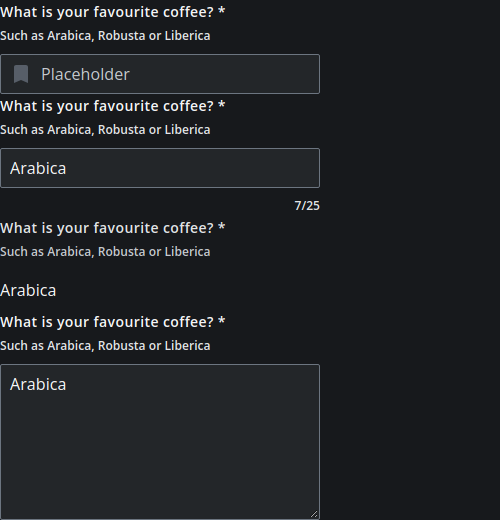 What is your favourite coffee? *
Such as Arabica, Robusta or Liberica
Placeholder
What is your favourite coffee? *
Such as Arabica, Robusta or Liberica
Arabica
7/25
What is your favourite coffee? *
Such as Arabica, Robusta or Liberica
Arabica
What is your favourite coffee? *
Such as Arabica, Robusta or Liberica
Arabica